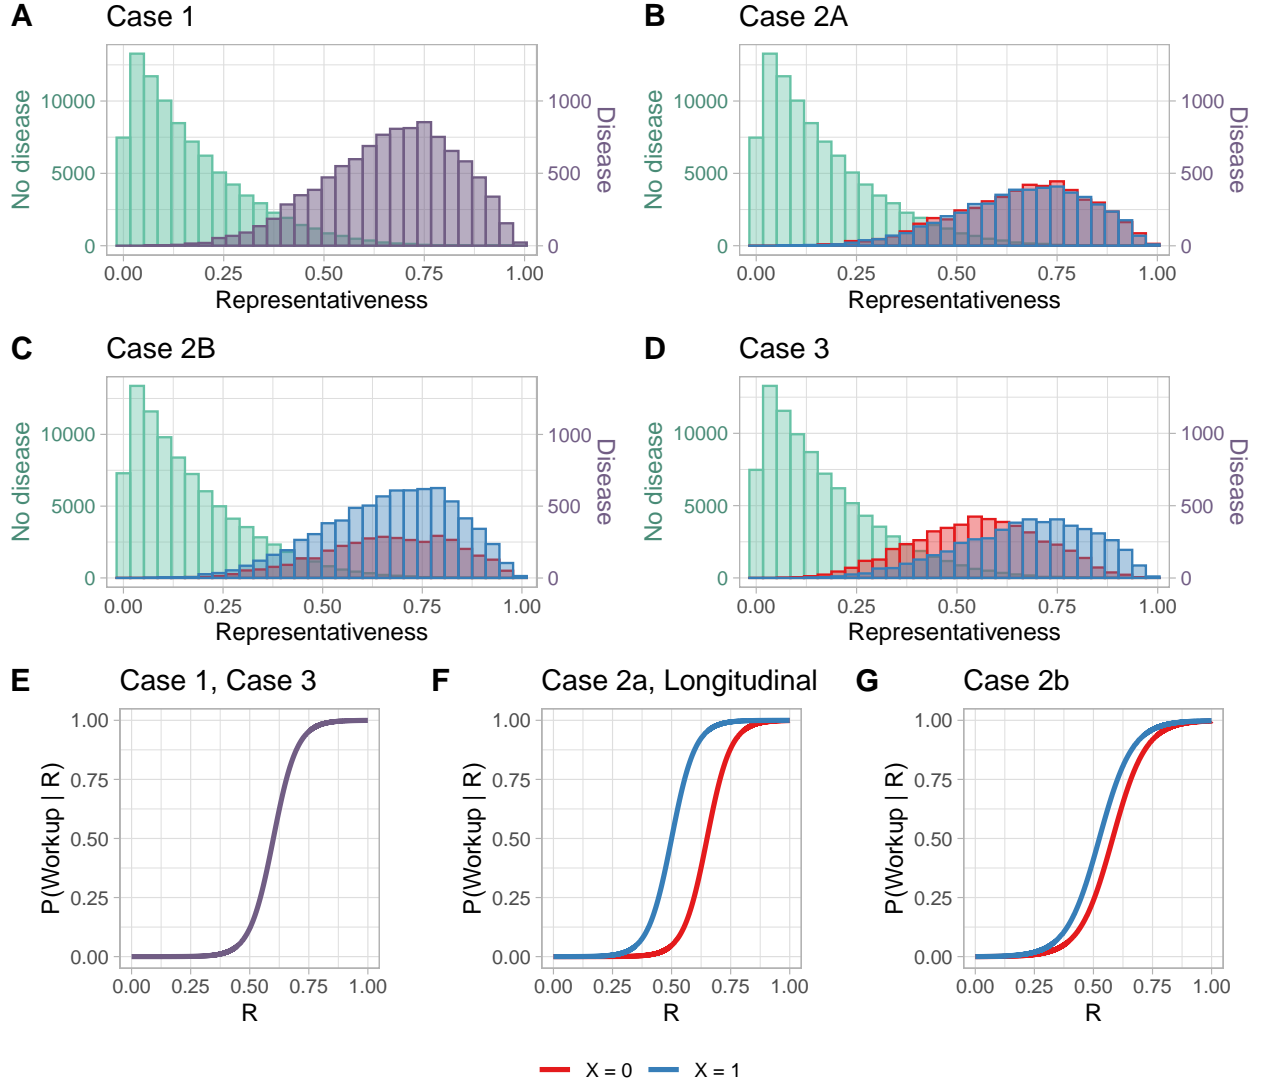 A Case 1
No disease
10000
5000
0
1000
500
0
Disease
0.00 0.25 0.50 0.75 1.00
Representativeness
B Case 2A
No disease
10000
5000
0
1000
500
0
Disease
0.00 0.25 0.50 0.75 1.00
Representativeness
C Case 2B
No disease
10000
5000
0
1000
500
0
Disease
0.00 0.25 0.50 0.75 1.00
Representativeness
D Case 3
No disease
10000
5000
0
1000
500
0
Disease
0.00 0.25 0.50 0.75 1.00
Representativeness
E Case 1, Case 3
P(Workup | R)
1.00
0.75
0.50
0.25
0.00
0.00 0.25 0.50 0.75 1.00
R
F Case 2a, Longitudinal
P(Workup | R)
1.00
0.75
0.50
0.25
0.00
0.00 0.25 0.50 0.75 1.00
R
G Case 2b
P(Workup | R)
1.00
0.75
0.50
0.25
0.00
0.00 0.25 0.50 0.75 1.00
R
X = 0 X = 1